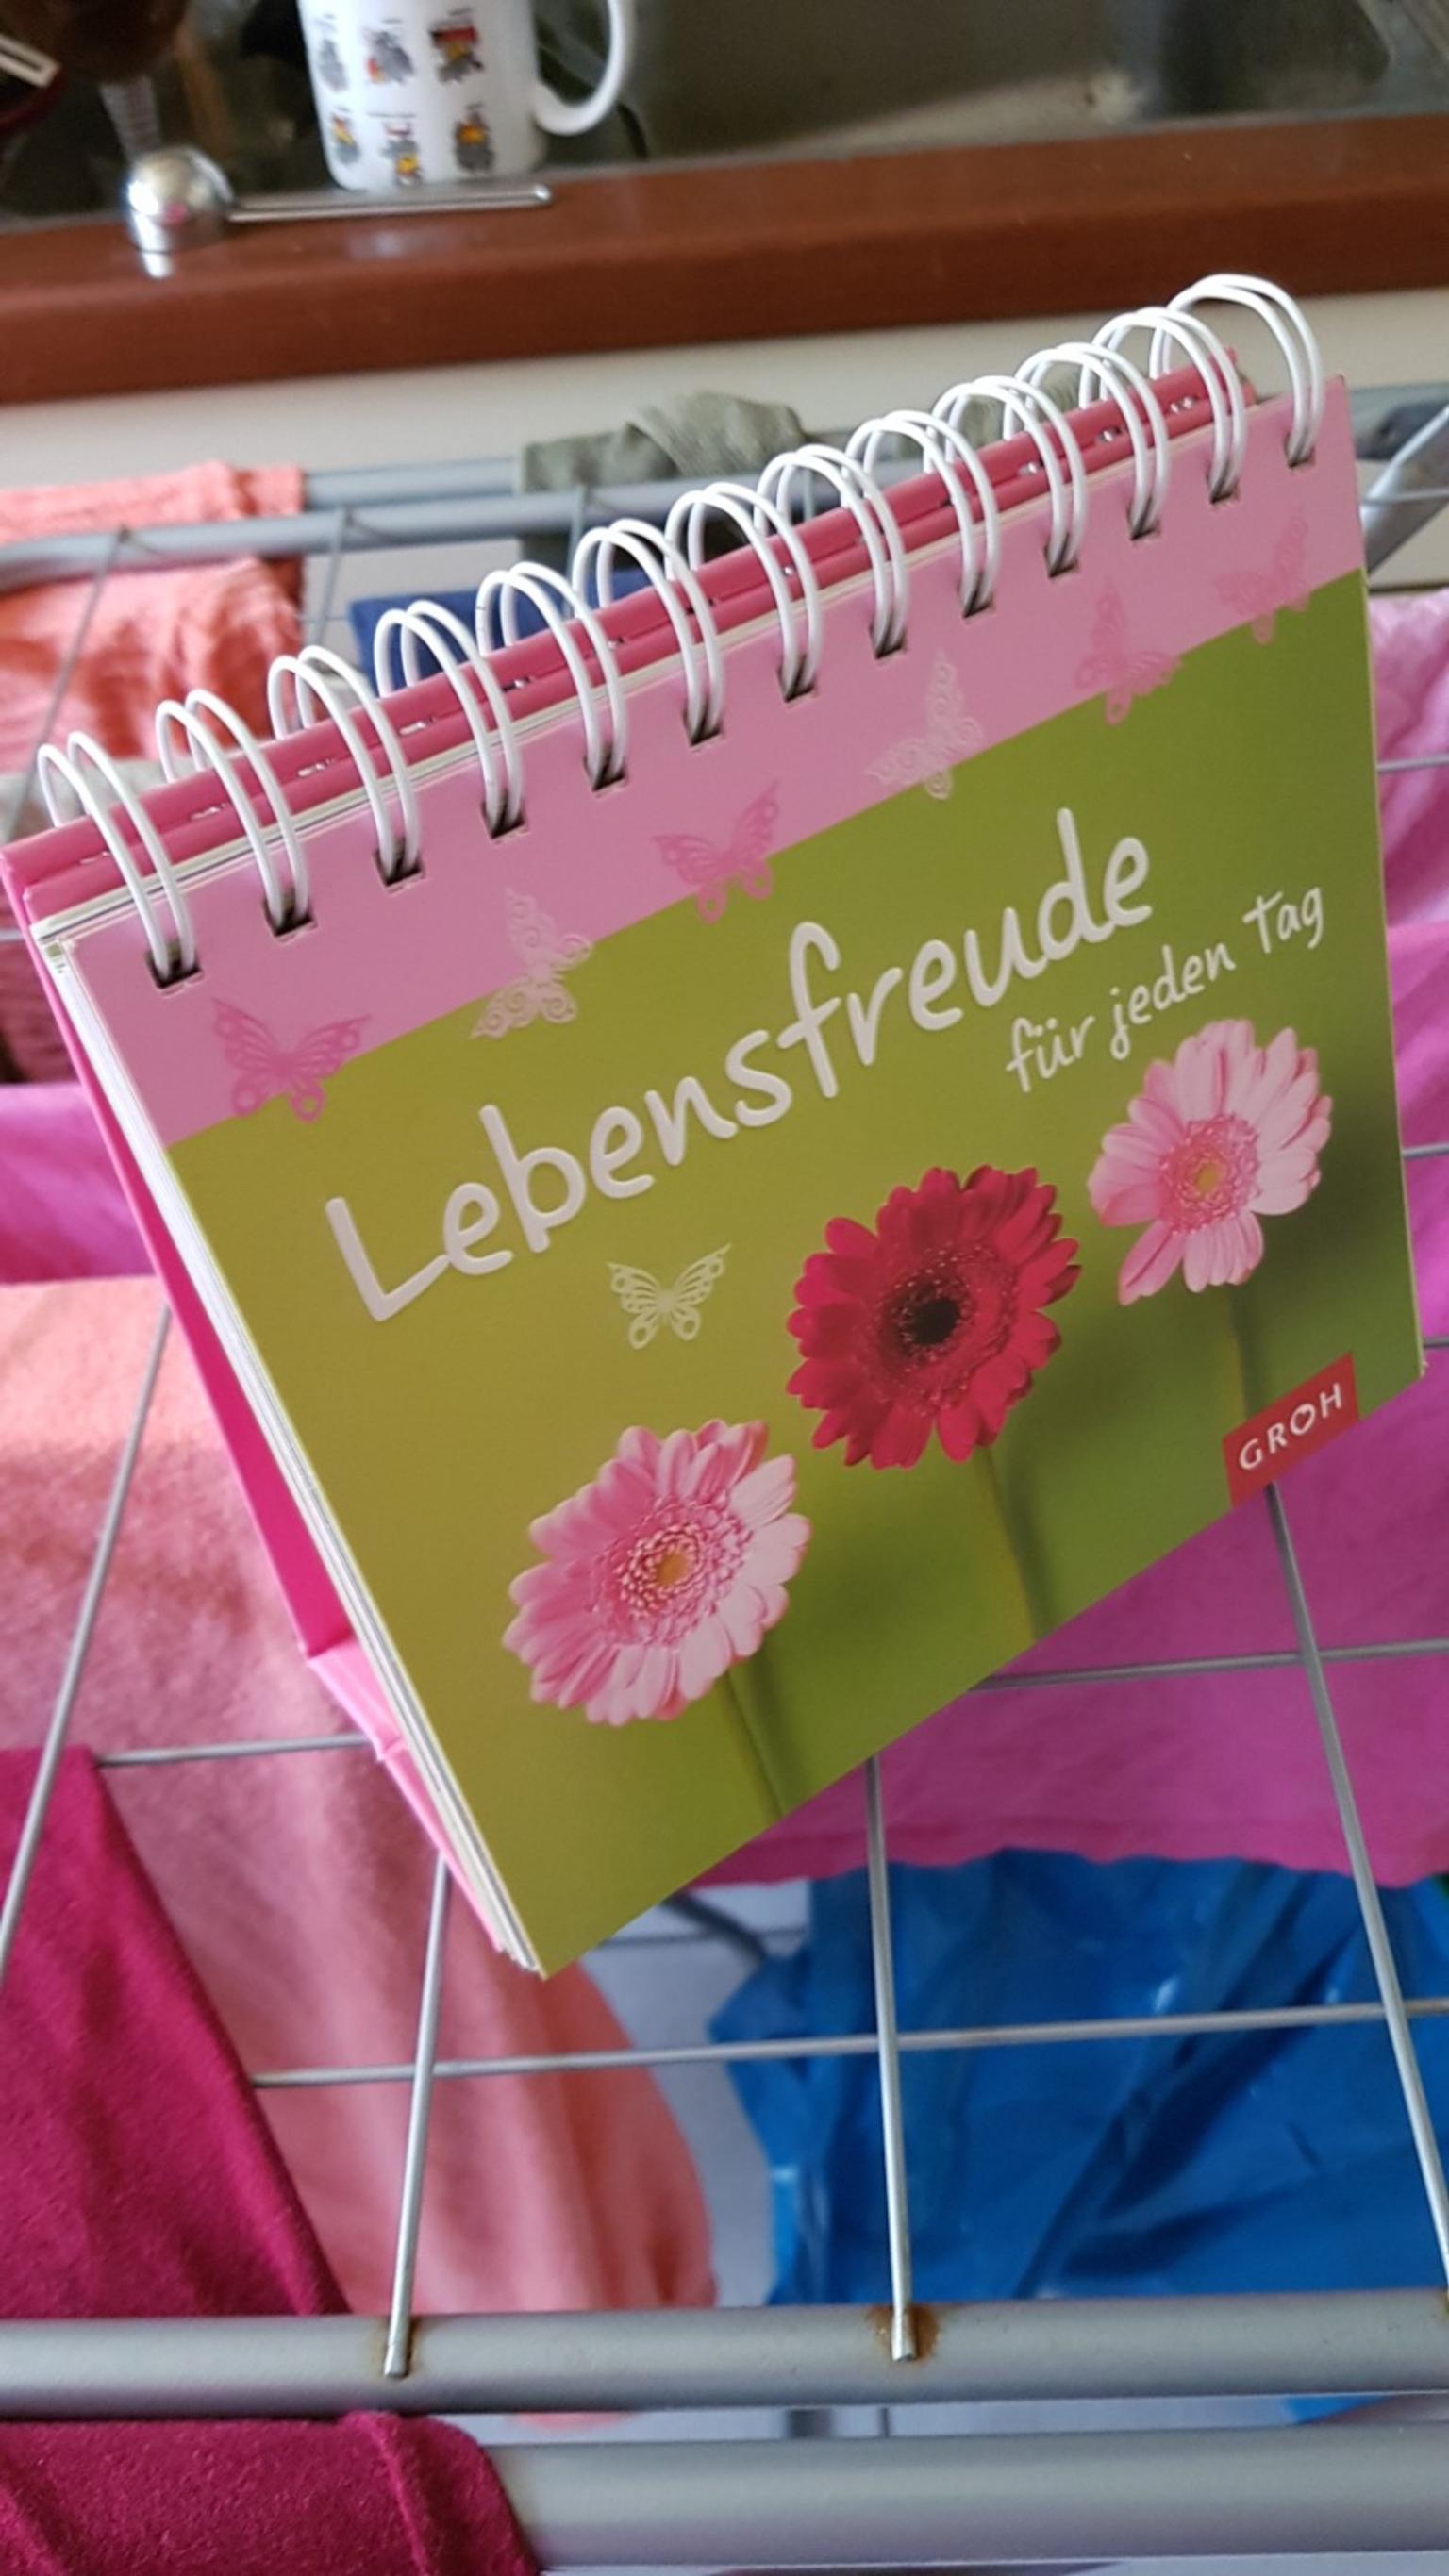 Lebensfreude
für jeden Tag
GROH